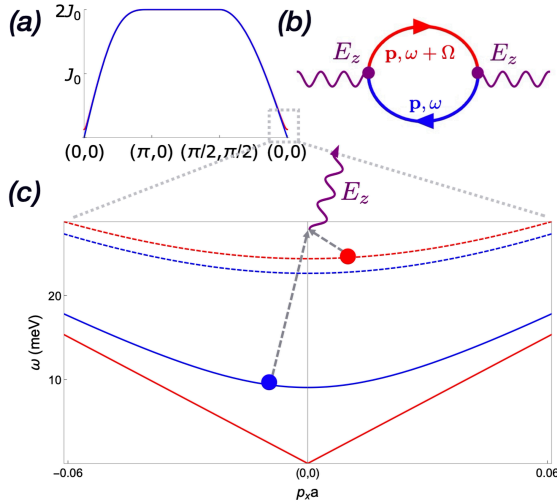 (a)
2J₀
J₀
(0,0) (π,0) (π/2,π/2) (0,0)
(b)
E_z
p, ω + Ω
E_z
p, ω
(c)
E_z
ω (meV)
20
10
-0.06 (0,0) 0.06
pₓa